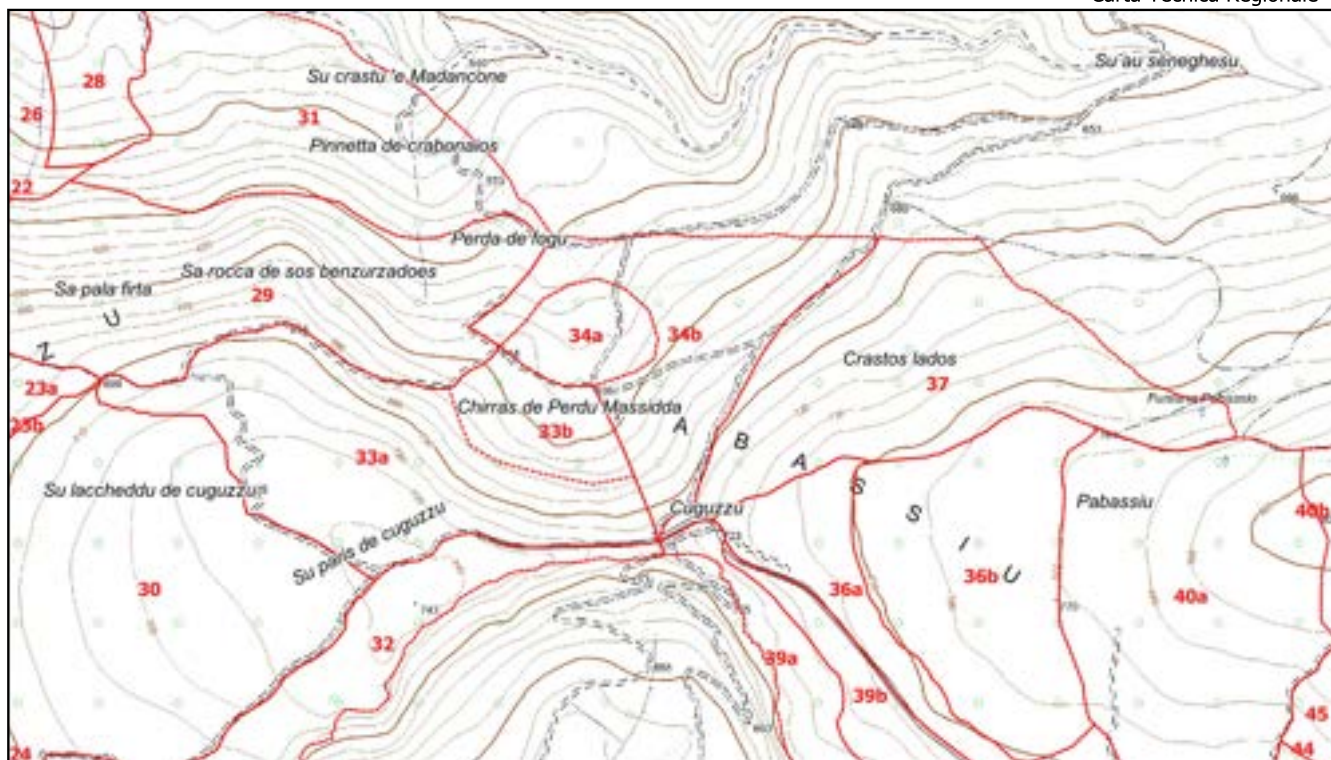 Carta Tecnica Regionale
28
Su crastu 'e Madancone
Su au seneghesu
26
26
31
Pinnetta de crabonaios
22
Perda de fogu
Sa rocca de sos benzurzadoes
Sa pala firta
29
Z U
34a
34b
23a
Crastos lados
37
Chirras de Perdu Massidda
33b
33a
A B A S S I U
Su laccheddu de cuguzzu
Su paris de cuguzzu
Cuguzzu
Pabassiu
40b
30
36a
36b
40a
741
32
39a
39b
45
44
24